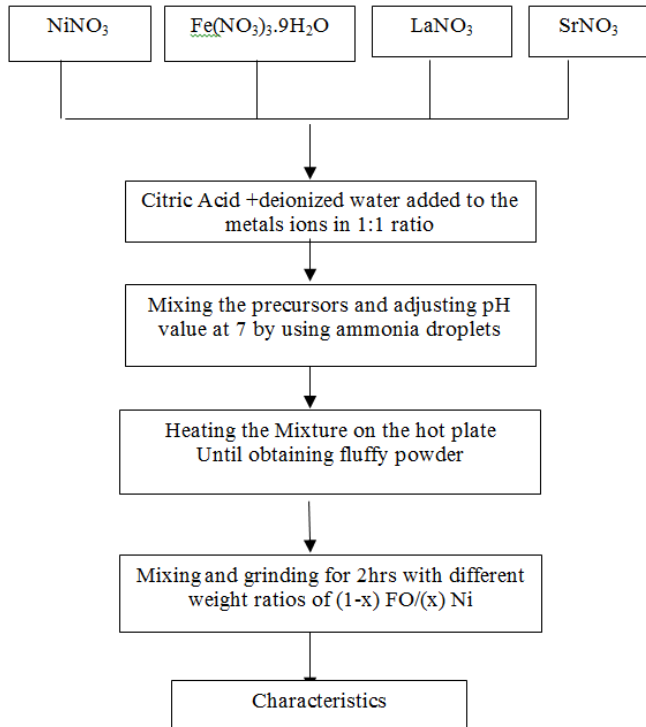 NiNO₃
Fe(NO₃)₃.9H₂O
LaNO₃
SrNO₃
Citric Acid +deionized water added to the
metals ions in 1:1 ratio
Mixing the precursors and adjusting pH
value at 7 by using ammonia droplets
Heating the Mixture on the hot plate
Until obtaining fluffy powder
Mixing and grinding for 2hrs with different
weight ratios of (1-x) FO/(x) Ni
Characteristics